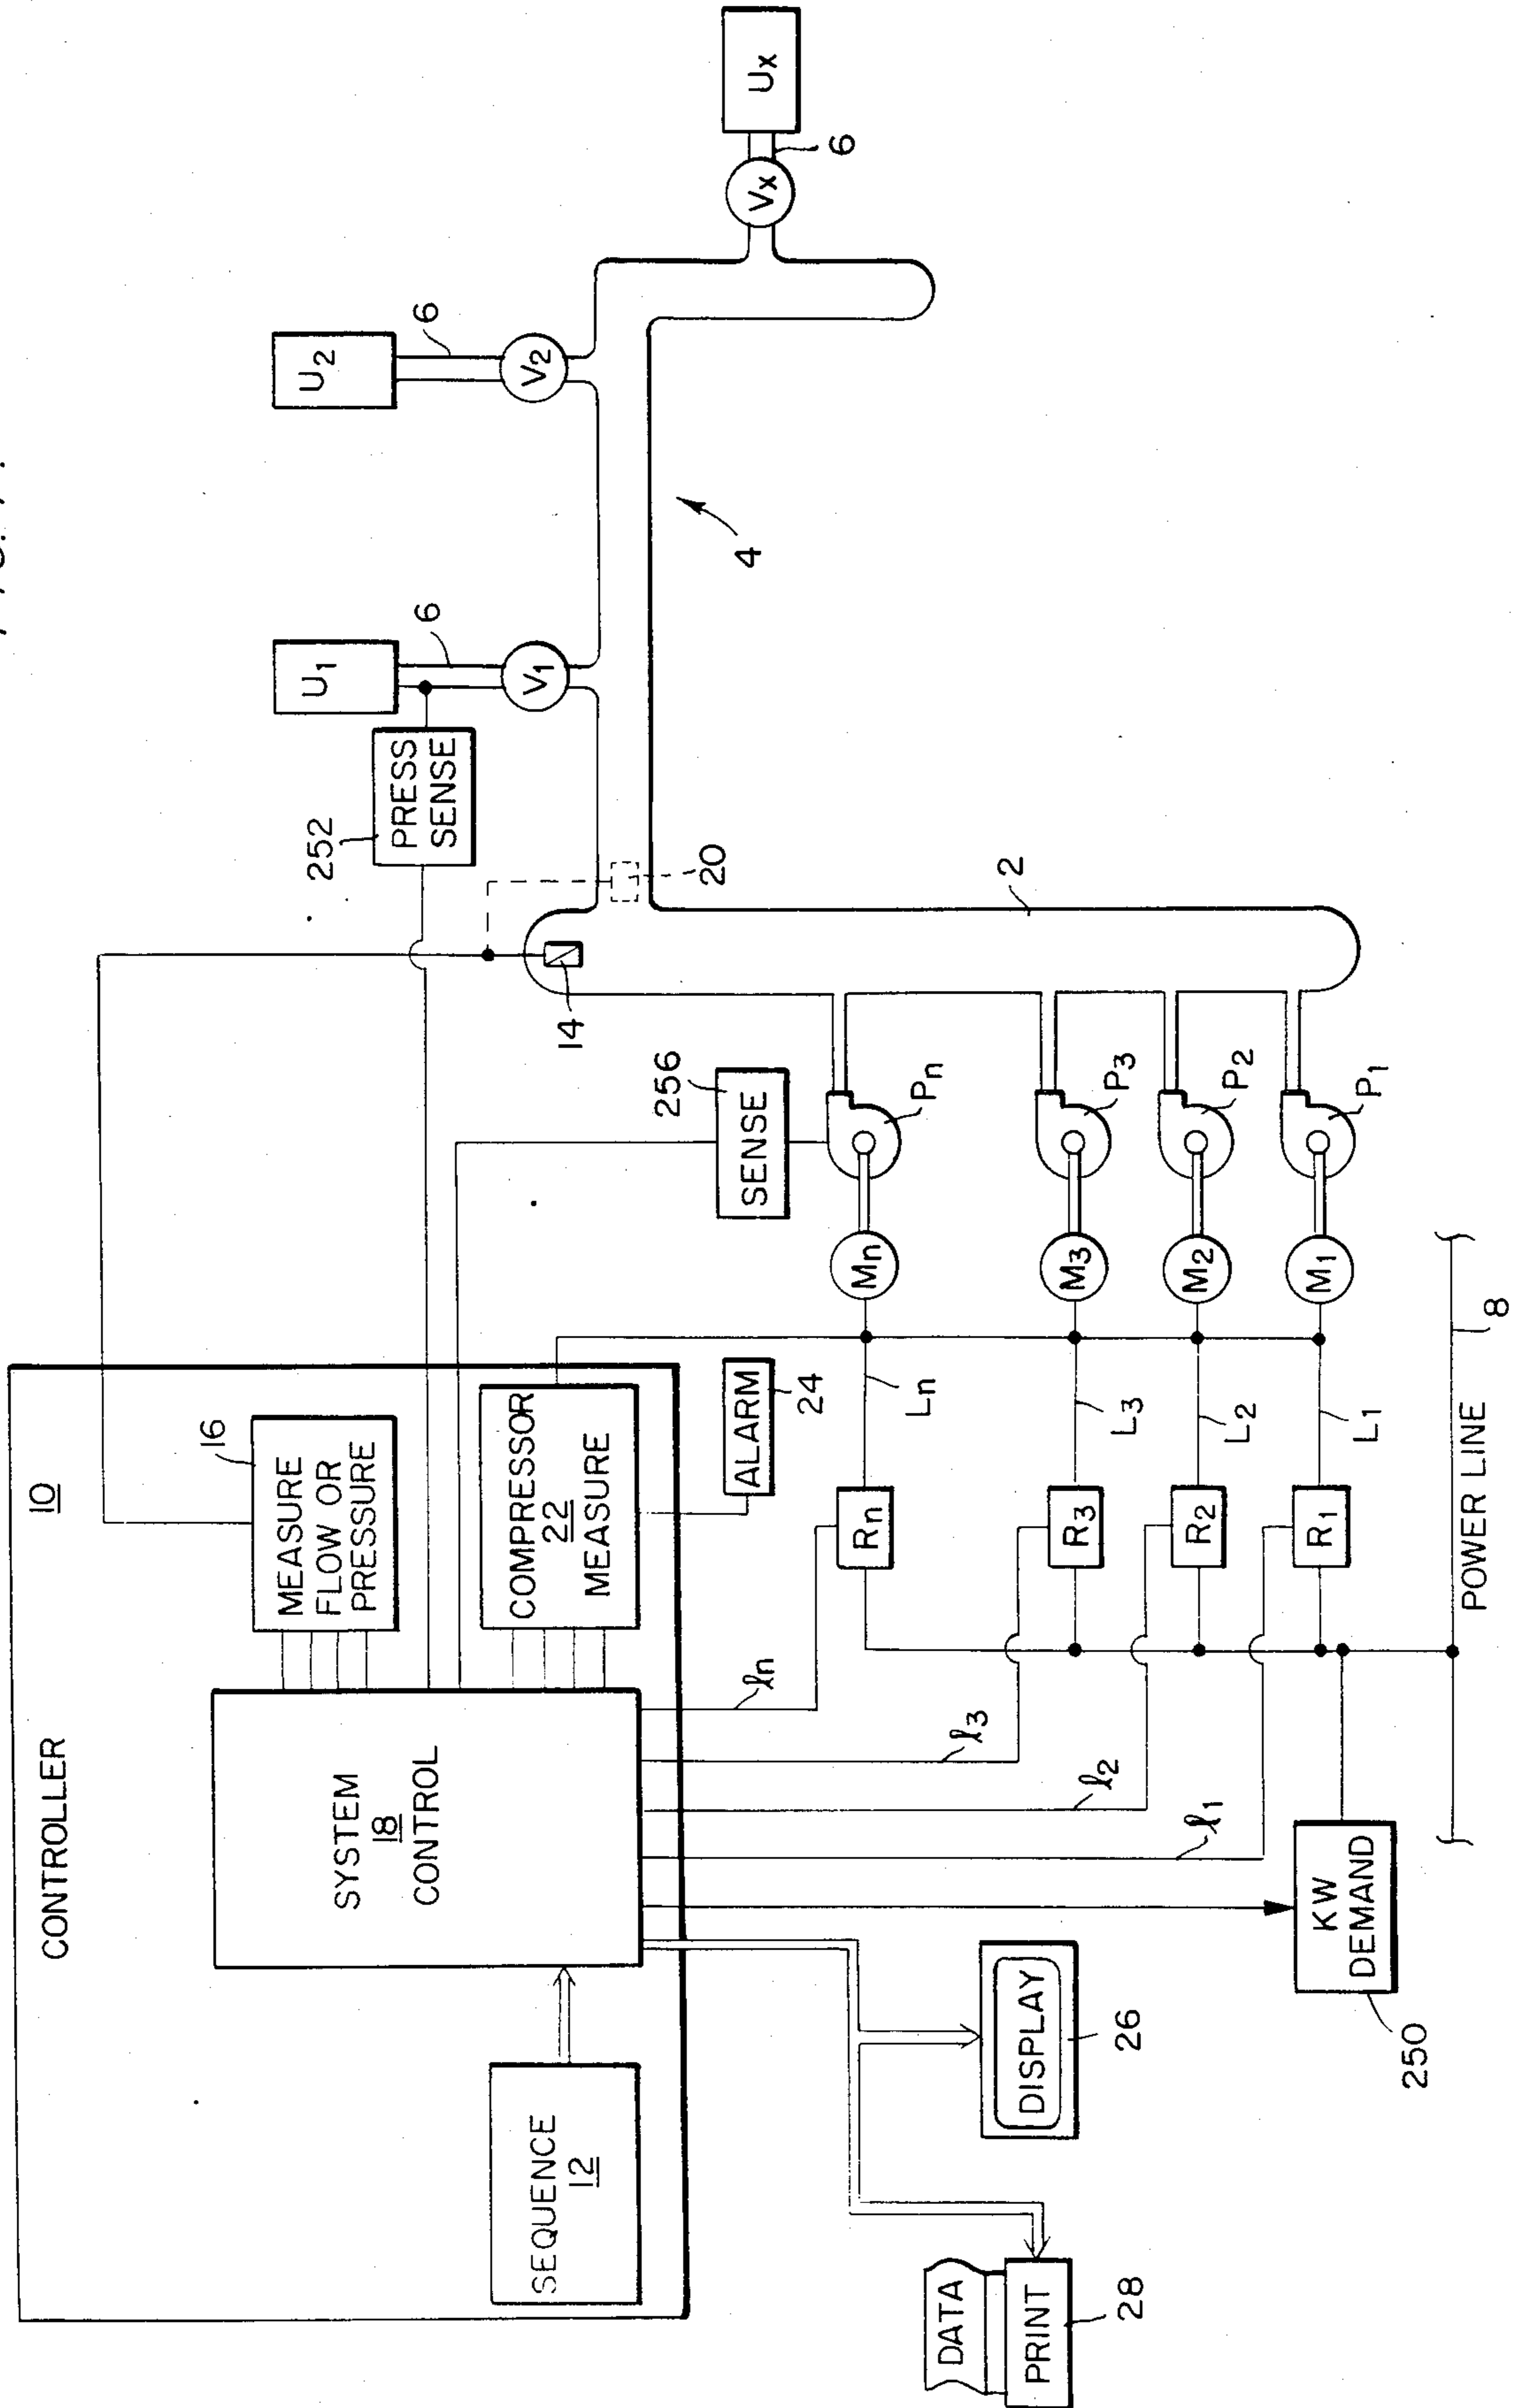 CONTROLLER
10
SYSTEM
18
CONTROL
SEQUENCE
12
MEASURE
FLOW OR
PRESSURE
16
COMPRESSOR
22
MEASURE
ALARM
24
252
PRESS
SENSE
256
SENSE
14
20
U1
6
V1
U2
6
V2
Ux
6
Vx
4
2
Pn
P3
P2
P1
Mn
M3
M2
M1
Ln
L3
L2
L1
Rn
R3
R2
R1
ln
l3
l2
l1
8
POWER LINE
KW
DEMAND
250
DISPLAY
26
DATA
PRINT
28